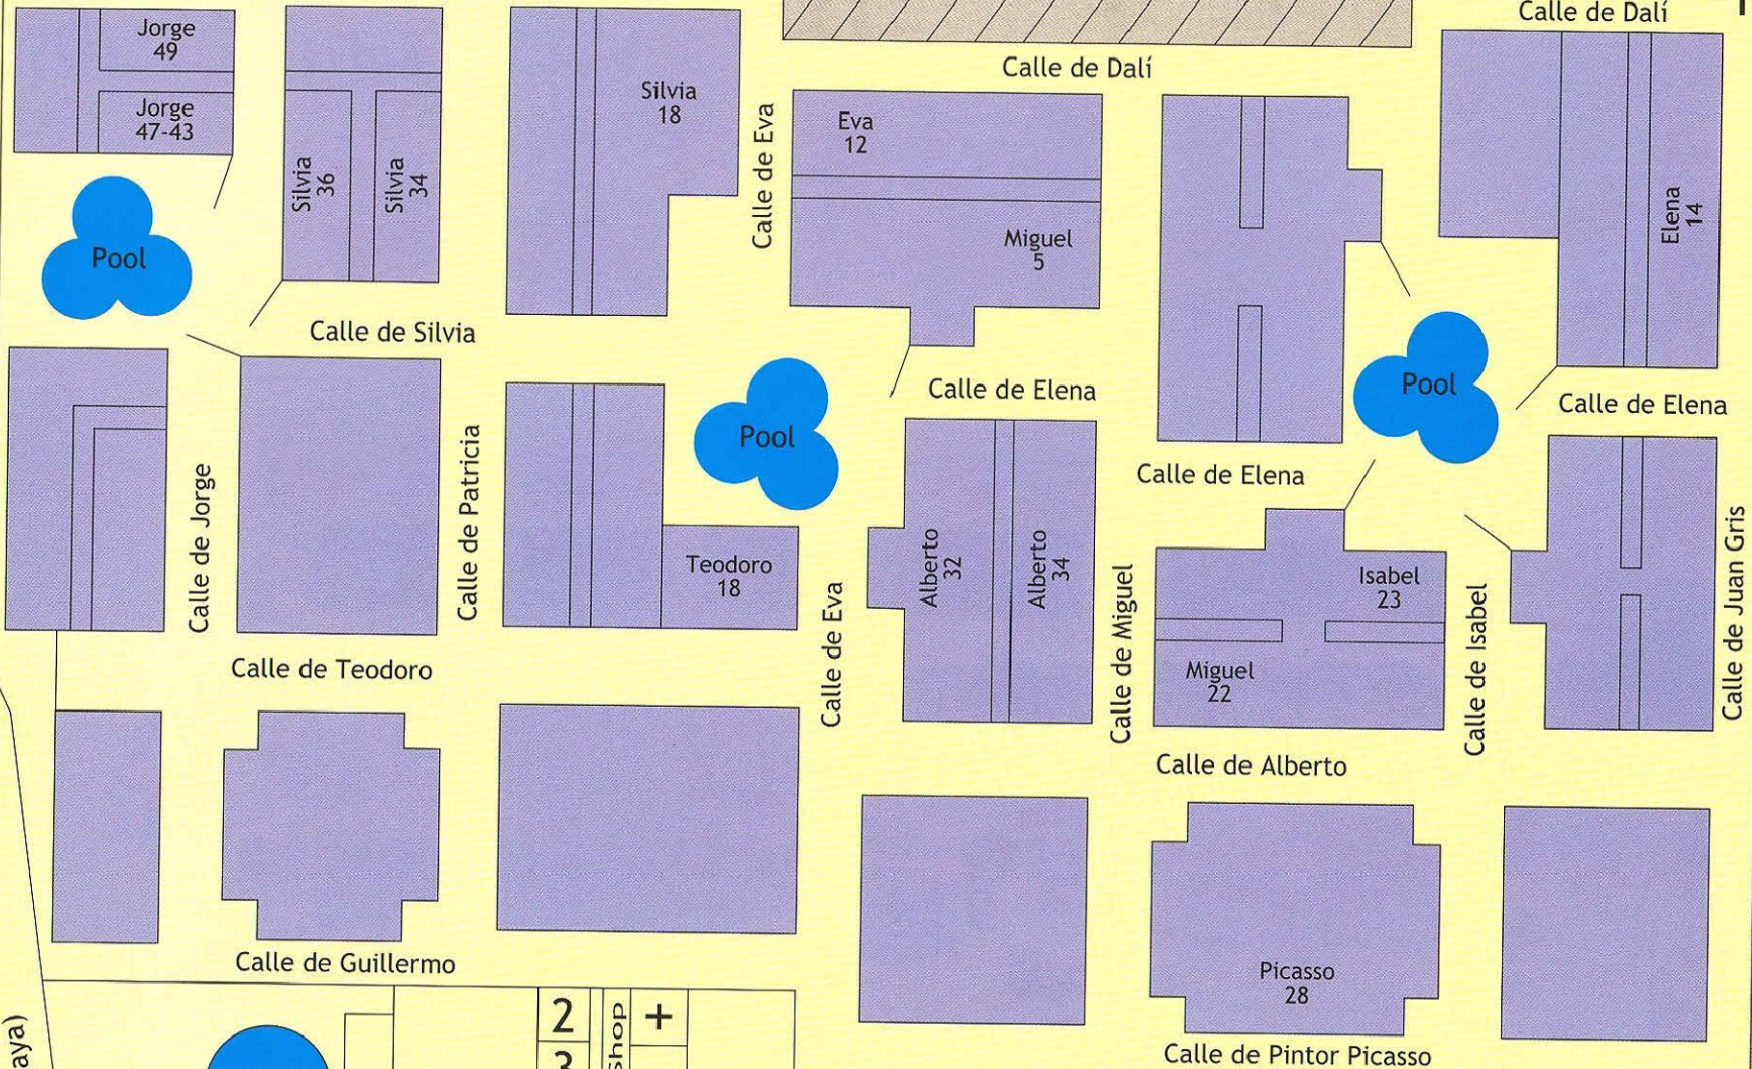 Jorge
49
Jorge
47-43
Silvia
36
Silvia
34
Silvia
18
Calle de Eva
Calle de Dalí
Calle de Dalí
Eva
12
Miguel
5
Elena
14
Pool
Calle de Silvia
Pool
Calle de Elena
Pool
Calle de Elena
Calle de Elena
Calle de Jorge
Calle de Patricia
Teodoro
18
Calle de Eva
Alberto
32
Alberto
34
Calle de Miguel
Isabel
23
Miguel
22
Calle de Isabel
Calle de Juan Gris
Calle de Teodoro
Calle de Alberto
Calle de Guillermo
Picasso
28
Calle de Pintor Picasso
aya)
2
3
Shop
+